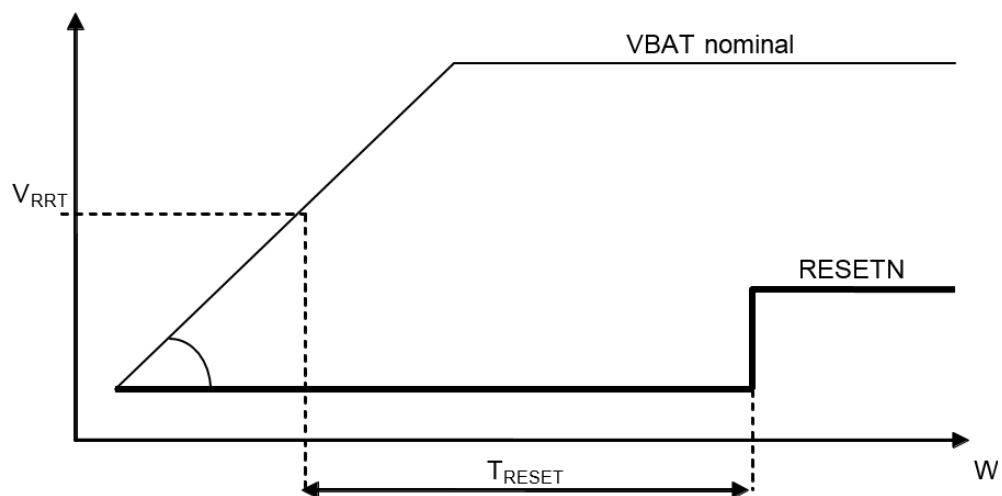 VBAT nominal
VRRT
RESETN
TRESET
W